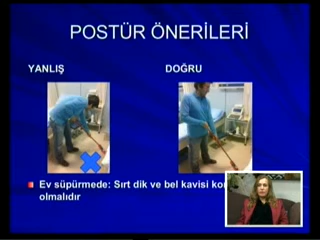 POSTÜR ÖNERİLERİ
YANLIŞ
DOĞRU
Ev süpürmede: Sırt dik ve bel kavisi
olmalıdır